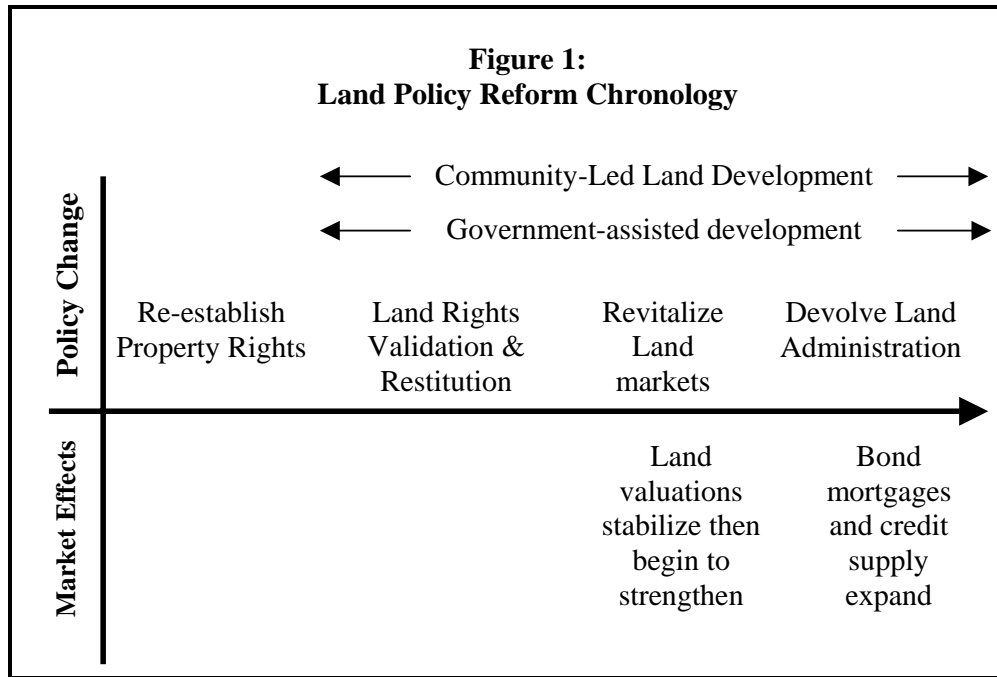 Figure 1:
Land Policy Reform Chronology
Community-Led Land Development
Government-assisted development
Policy Change
Re-establish
Property Rights
Land Rights
Validation &
Restitution
Revitalize
Land
markets
Devolve Land
Administration
Market Effects
Land
valuations
stabilize then
begin to
strengthen
Bond
mortgages
and credit
supply
expand